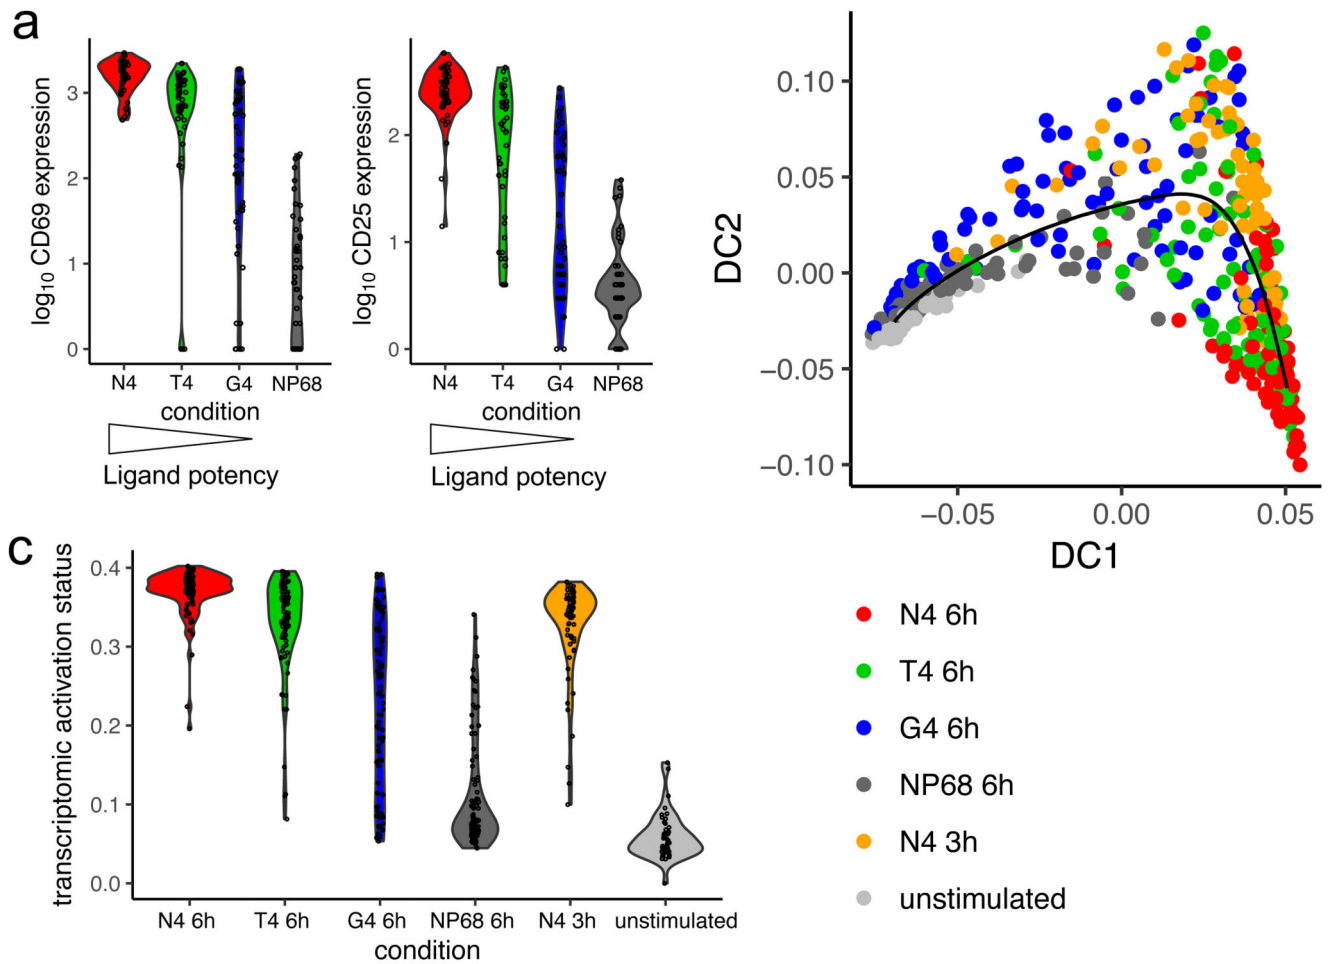 a
log10 CD69 expression
3
2
1
0
N4 T4 G4 NP68
condition
Ligand potency
log10 CD25 expression
2
1
0
N4 T4 G4 NP68
condition
Ligand potency
DC2
0.10
0.05
0.00
−0.05
−0.10
−0.05 0.00 0.05
DC1
c
transcriptomic activation status
0.4
0.3
0.2
0.1
0.0
N4 6h T4 6h G4 6h NP68 6h N4 3h unstimulated
condition
N4 6h
T4 6h
G4 6h
NP68 6h
N4 3h
unstimulated